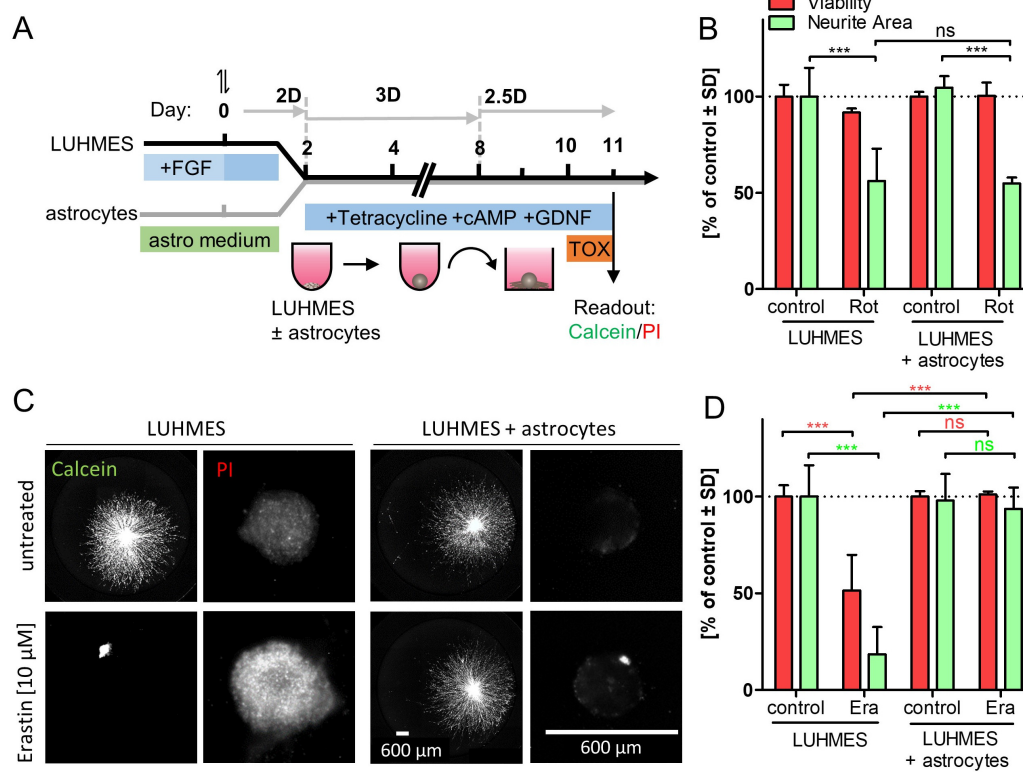 A
Day:
0
2D
3D
2.5D
LUHMES
2
4
8
10
11
+FGF
astrocytes
+Tetracycline +cAMP +GDNF
astro medium
TOX
LUHMES
± astrocytes
Readout:
Calcein/PI
B
Viability
Neurite Area
ns
***
***
[% of control ± SD]
100
50
0
control
Rot
control
Rot
LUHMES
LUHMES
+ astrocytes
C
LUHMES
LUHMES + astrocytes
Calcein
PI
untreated
Erastin [10 µM]
600 µm
600 µm
D
***
***
***
ns
***
ns
[% of control ± SD]
100
50
0
control
Era
control
Era
LUHMES
LUHMES
+ astrocytes